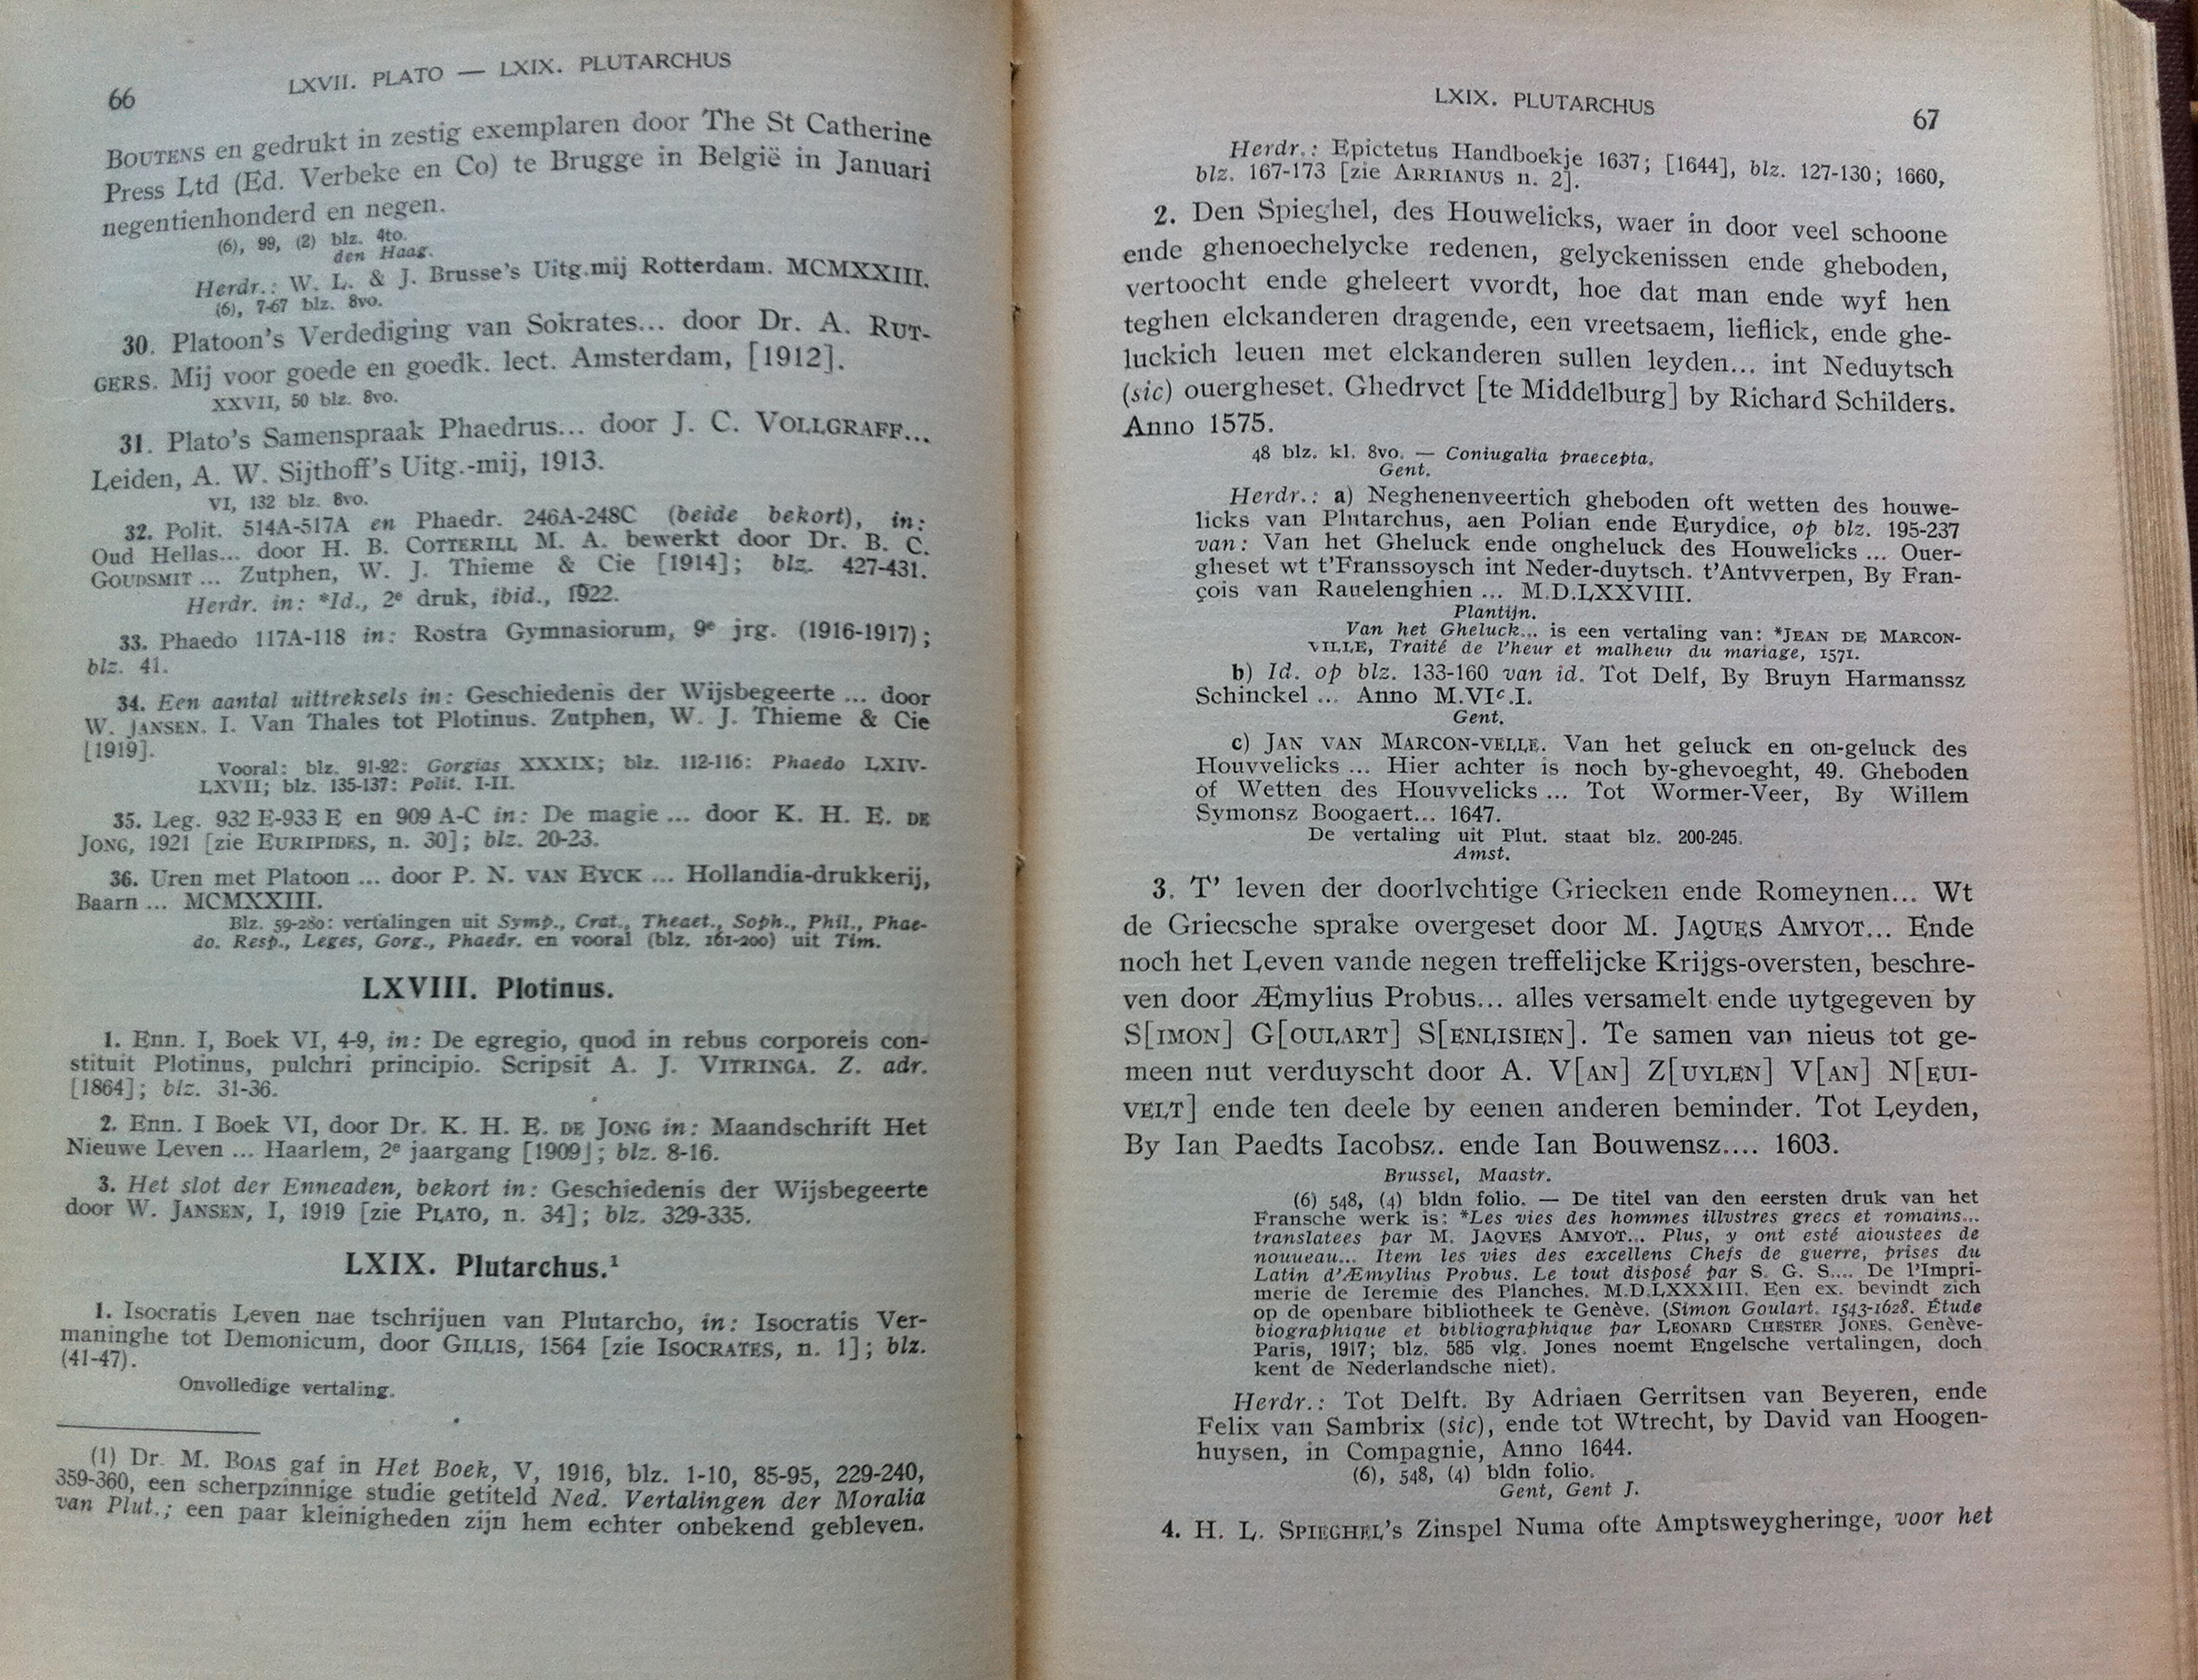 66
LXVII. PLATO — LXIX. PLUTARCHUS
BOUTENS en gedrukt in zestig exemplaren door The St Catherine
Press Ltd (Ed. Verbeke en Co) te Brugge in België in Januari
negentienhonderd en negen.
(6), 99, (2) blz. 4to.
den Haag.
Herdr.: W. L. & J. Brusse's Uitg.mij Rotterdam. MCMXXIII.
(6), 7-67 blz. 8vo.
30. Platoon's Verdediging van Sokrates... door Dr. A. RUT-
GERS. Mij voor goede en goedk. lect. Amsterdam, [1912].
XXVII, 50 blz. 8vo.
31. Plato's Samenspraak Phaedrus... door J. C. VOLLGRAFF...
Leiden, A. W. Sijthoff's Uitg.-mij, 1913.
VI, 132 blz. 8vo.
32. Polit. 514A-517A en Phaedr. 246A-248C (beide bekort), in:
Oud Hellas... door H. B. COTTERILL M. A. bewerkt door Dr. B. C.
GOUDSMIT ... Zutphen, W. J. Thieme & Cie [1914]; blz. 427-431.
Herdr. in: *Id., 2e druk, ibid., 1922.
33. Phaedo 117A-118 in: Rostra Gymnasiorum, 9e jrg. (1916-1917);
blz. 41.
34. Een aantal uittreksels in: Geschiedenis der Wijsbegeerte ... door
W. JANSEN. I. Van Thales tot Plotinus. Zutphen, W. J. Thieme & Cie
[1919].
Vooral: blz. 91-92: Gorgias XXXIX; blz. 112-116: Phaedo LXIV-
LXVII; blz. 135-137: Polit. I-II.
35. Leg. 932 E-933 E en 909 A-C in: De magie ... door K. H. E. DE
JONG, 1921 [zie EURIPIDES, n. 30]; blz. 20-23.
36. Uren met Platoon ... door P. N. VAN EYCK ... Hollandia-drukkerij,
Baarn ... MCMXXIII.
Blz. 59-280: vertalingen uit Symp., Crat., Theaet., Soph., Phil., Phae-
do. Resp., Leges, Gorg., Phaedr. en vooral (blz. 161-200) uit Tim.
LXVIII. Plotinus.
1. Enn. I, Boek VI, 4-9, in: De egregio, quod in rebus corporeis con-
stituit Plotinus, pulchri principio. Scripsit A. J. VITRINGA. Z. adr.
[1864]; blz. 31-36.
2. Enn. I Boek VI, door Dr. K. H. E. DE JONG in: Maandschrift Het
Nieuwe Leven ... Haarlem, 2e jaargang [1909]; blz. 8-16.
3. Het slot der Enneaden, bekort in: Geschiedenis der Wijsbegeerte
door W. JANSEN, I, 1919 [zie PLATO, n. 34]; blz. 329-335.
LXIX. Plutarchus.¹
1. Isocratis Leven nae tschrijuen van Plutarcho, in: Isocratis Ver-
maninghe tot Demonicum, door GILLIS, 1564 [zie ISOCRATES, n. 1]; blz.
(41-47).
Onvolledige vertaling.
(1) Dr. M. BOAS gaf in Het Boek, V, 1916, blz. 1-10, 85-95, 229-240,
359-360, een scherpzinnige studie getiteld Ned. Vertalingen der Moralia
van Plut.; een paar kleinigheden zijn hem echter onbekend gebleven.
LXIX. PLUTARCHUS
67
Herdr.: Epictetus Handboekje 1637; [1644], blz. 127-130; 1660,
blz. 167-173 [zie ARRIANUS n. 2].
2. Den Spieghel, des Houwelicks, waer in door veel schoone
ende ghenoechelycke redenen, gelyckenissen ende gheboden,
vertoocht ende gheleert vvordt, hoe dat man ende wyf hen
teghen elckanderen dragende, een vreetsaem, lieflick, ende ghe-
luckich leuen met elckanderen sullen leyden... int Neduytsch
(sic) ouergheset. Ghedrvct [te Middelburg] by Richard Schilders.
Anno 1575.
48 blz. kl. 8vo. — Coniugalia praecepta.
Gent.
Herdr.: a) Neghenenveertich gheboden oft wetten des houwe-
licks van Plutarchus, aen Polian ende Eurydice, op blz. 195-237
van: Van het Gheluck ende ongheluck des Houwelicks ... Ouer-
gheset wt t'Franssoysch int Neder-duytsch. t'Antvverpen, By Fran-
çois van Rauelenghien ... M.D.LXXVIII.
Plantijn.
Van het Gheluck... is een vertaling van: *JEAN DE MARCON-
VILLE, Traité de l'heur et malheur du mariage, 1571.
b) Id. op blz. 133-160 van id. Tot Delf, By Bruyn Harmanssz
Schinckel ... Anno M.VIc.I.
Gent.
c) JAN VAN MARCON-VELLE. Van het geluck en on-geluck des
Houvvelicks ... Hier achter is noch by-ghevoeght, 49. Gheboden
of Wetten des Houvvelicks ... Tot Wormer-Veer, By Willem
Symonsz Boogaert... 1647.
De vertaling uit Plut. staat blz. 200-245.
Amst.
3. T' leven der doorlvchtige Griecken ende Romeynen... Wt
de Griecsche sprake overgeset door M. JAQUES AMYOT... Ende
noch het Leven vande negen treffelijcke Krijgs-oversten, beschre-
ven door Æmylius Probus... alles versamelt ende uytgegeven by
S[IMON] G[OULART] S[ENLISIEN]. Te samen van nieus tot ge-
meen nut verduyscht door A. V[AN] Z[UYLEN] V[AN] N[EUI-
VELT] ende ten deele by eenen anderen beminder. Tot Leyden,
By Ian Paedts Iacobsz. ende Ian Bouwensz.... 1603.
Brussel, Maastr.
(6) 548, (4) bldn folio. — De titel van den eersten druk van het
Fransche werk is: *Les vies des hommes illvstres grecs et romains...
translatees par M. JAQVES AMYOT... Plus, y ont esté aioustees de
nouueau... Item les vies des excellens Chefs de guerre, prises du
Latin d'Æmylius Probus. Le tout disposé par S. G. S.... De l'Impri-
merie de Ieremie des Planches. M.D.LXXXIII. Een ex. bevindt zich
op de openbare bibliotheek te Genève. (Simon Goulart. 1543-1628. Étude
biographique et bibliographique par LEONARD CHESTER JONES. Genève-
Paris, 1917; blz. 585 vlg. Jones noemt Engelsche vertalingen, doch
kent de Nederlandsche niet).
Herdr.: Tot Delft. By Adriaen Gerritsen van Beyeren, ende
Felix van Sambrix (sic), ende tot Wtrecht, by David van Hoogen-
huysen, in Compagnie, Anno 1644.
(6), 548, (4) bldn folio.
Gent, Gent J.
4. H. L. SPIEGHEL's Zinspel Numa ofte Amptsweygheringe, voor het